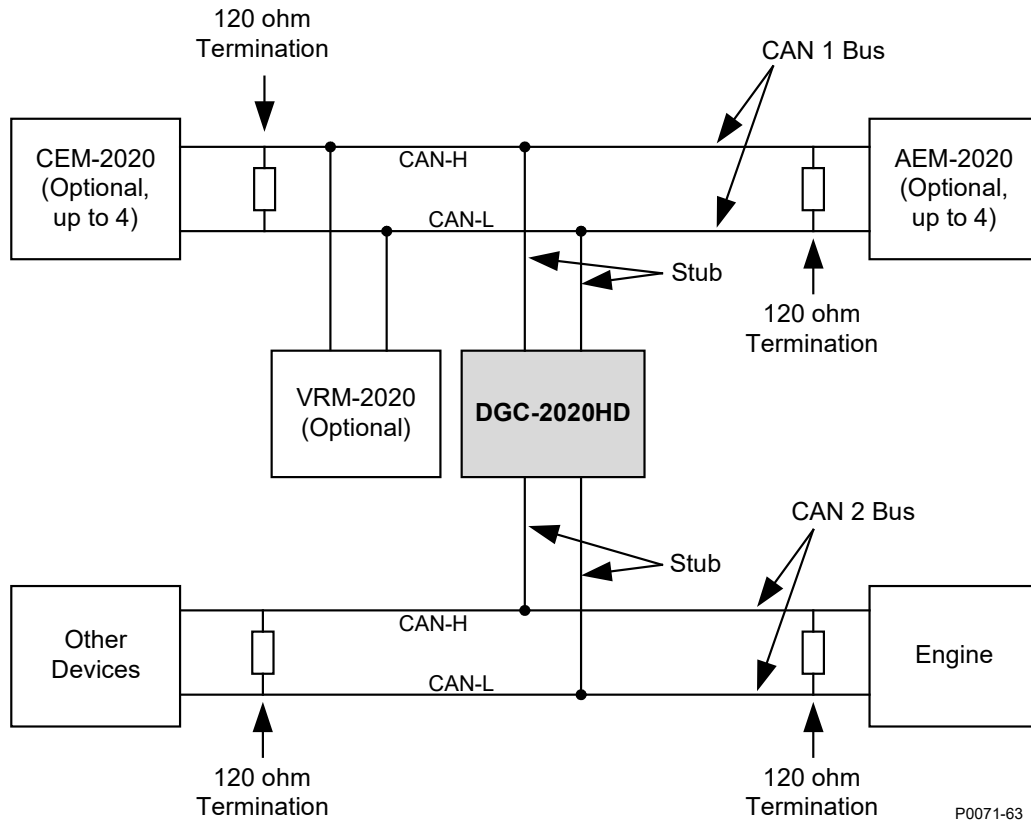 120 ohm
Termination
CAN 1 Bus
CEM-2020
(Optional,
up to 4)
CAN-H
CAN-L
AEM-2020
(Optional,
up to 4)
Stub
120 ohm
Termination
VRM-2020
(Optional)
DGC-2020HD
CAN 2 Bus
Stub
Other
Devices
CAN-H
CAN-L
Engine
120 ohm
Termination
120 ohm
Termination
P0071-63